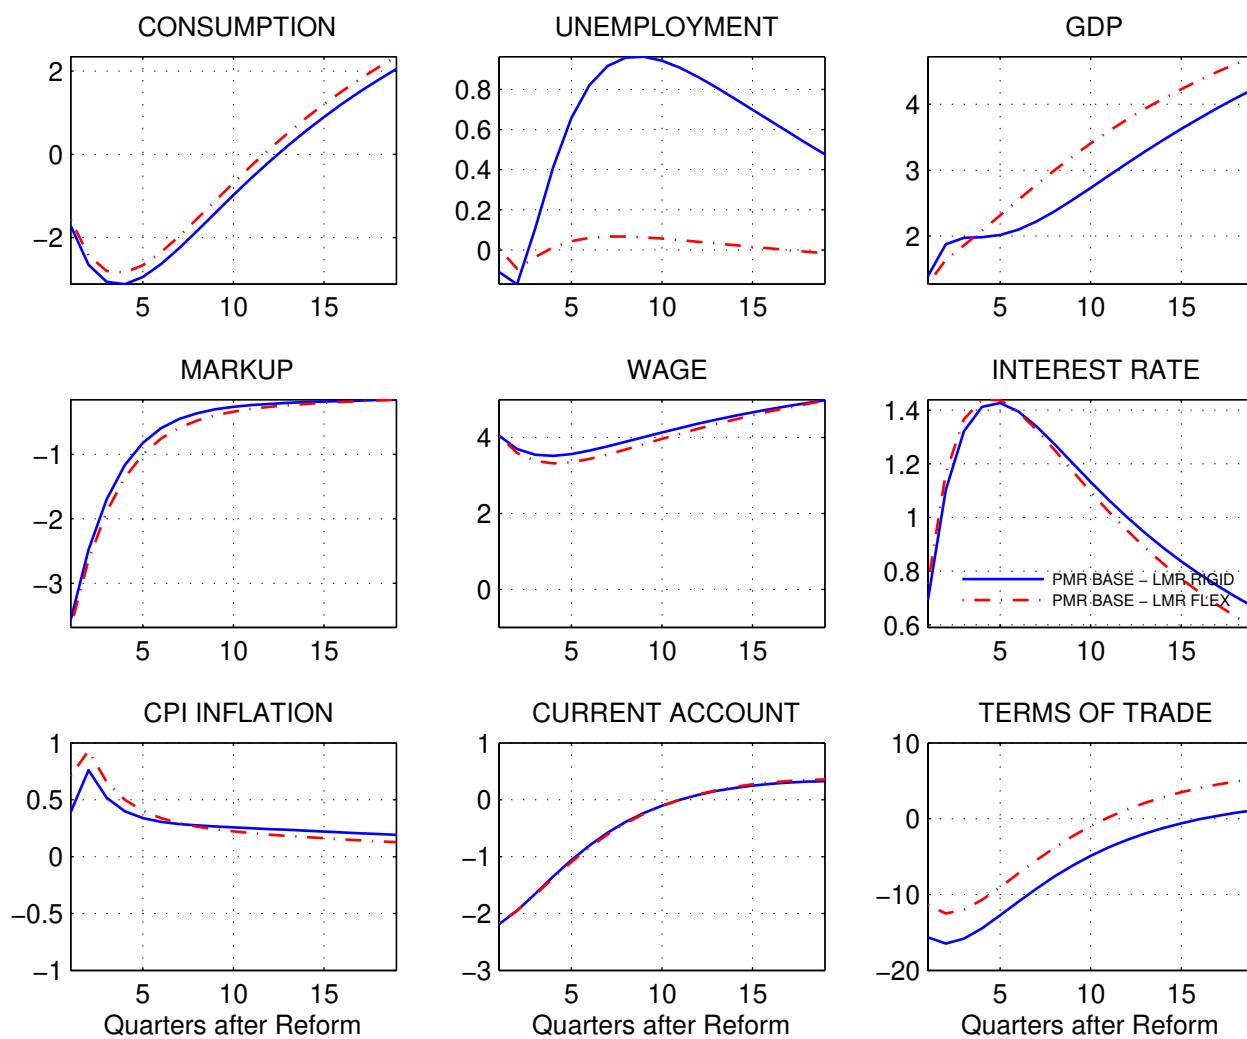 CONSUMPTION
UNEMPLOYMENT
GDP
2
0
−2
5 10 15
0.8
0.6
0.4
0.2
0
5 10 15
4
3
2
5 10 15
MARKUP
WAGE
INTEREST RATE
−1
−2
−3
5 10 15
4
2
0
5 10 15
1.4
1.2
1
0.8
0.6
PMR BASE − LMR RIGID
PMR BASE − LMR FLEX
5 10 15
CPI INFLATION
CURRENT ACCOUNT
TERMS OF TRADE
1
0.5
0
−0.5
−1
5 10 15
Quarters after Reform
1
0
−1
−2
−3
5 10 15
Quarters after Reform
10
0
−10
−20
5 10 15
Quarters after Reform